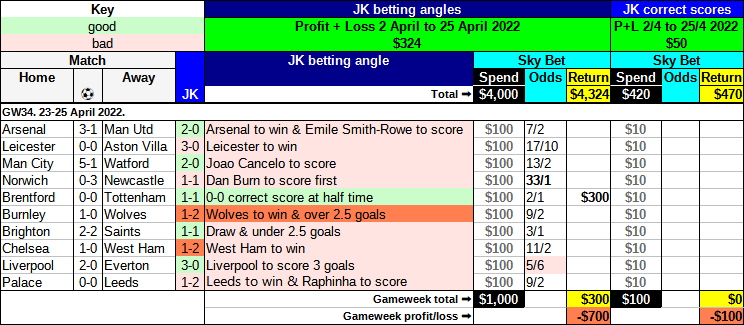 Key JK betting angles JK correct scores
good Profit + Loss 2 April to 25 April 2022 P+L 2/4 to 25/4 2022
bad $324 $50
Match JK betting angle Sky Bet Sky Bet
Home Away JK Spend Odds Return Spend Odds Return
Total ➡ $4,000 $4,324 $420 $470
GW34. 23-25 April 2022.
Arsenal 3-1 Man Utd 2-0 Arsenal to win & Emile Smith-Rowe to score $100 7/2 $10
Leicester 0-0 Aston Villa 3-0 Leicester to win $100 17/10 $10
Man City 5-1 Watford 2-0 Joao Cancelo to score $100 13/2 $10
Norwich 0-3 Newcastle 1-1 Dan Burn to score first $100 33/1 $10
Brentford 0-0 Tottenham 1-1 0-0 correct score at half time $100 2/1 $300 $10
Burnley 1-0 Wolves 1-2 Wolves to win & over 2.5 goals $100 9/2 $10
Brighton 2-2 Saints 1-1 Draw & under 2.5 goals $100 3/1 $10
Chelsea 1-0 West Ham 1-2 West Ham to win $100 11/2 $10
Liverpool 2-0 Everton 3-0 Liverpool to score 3 goals $100 5/6 $10
Palace 0-0 Leeds 1-2 Leeds to win & Raphinha to score $100 9/2 $10
Gameweek total ➡ $1,000 $300 $100 $0
Gameweek profit/loss ➡ -$700 -$100